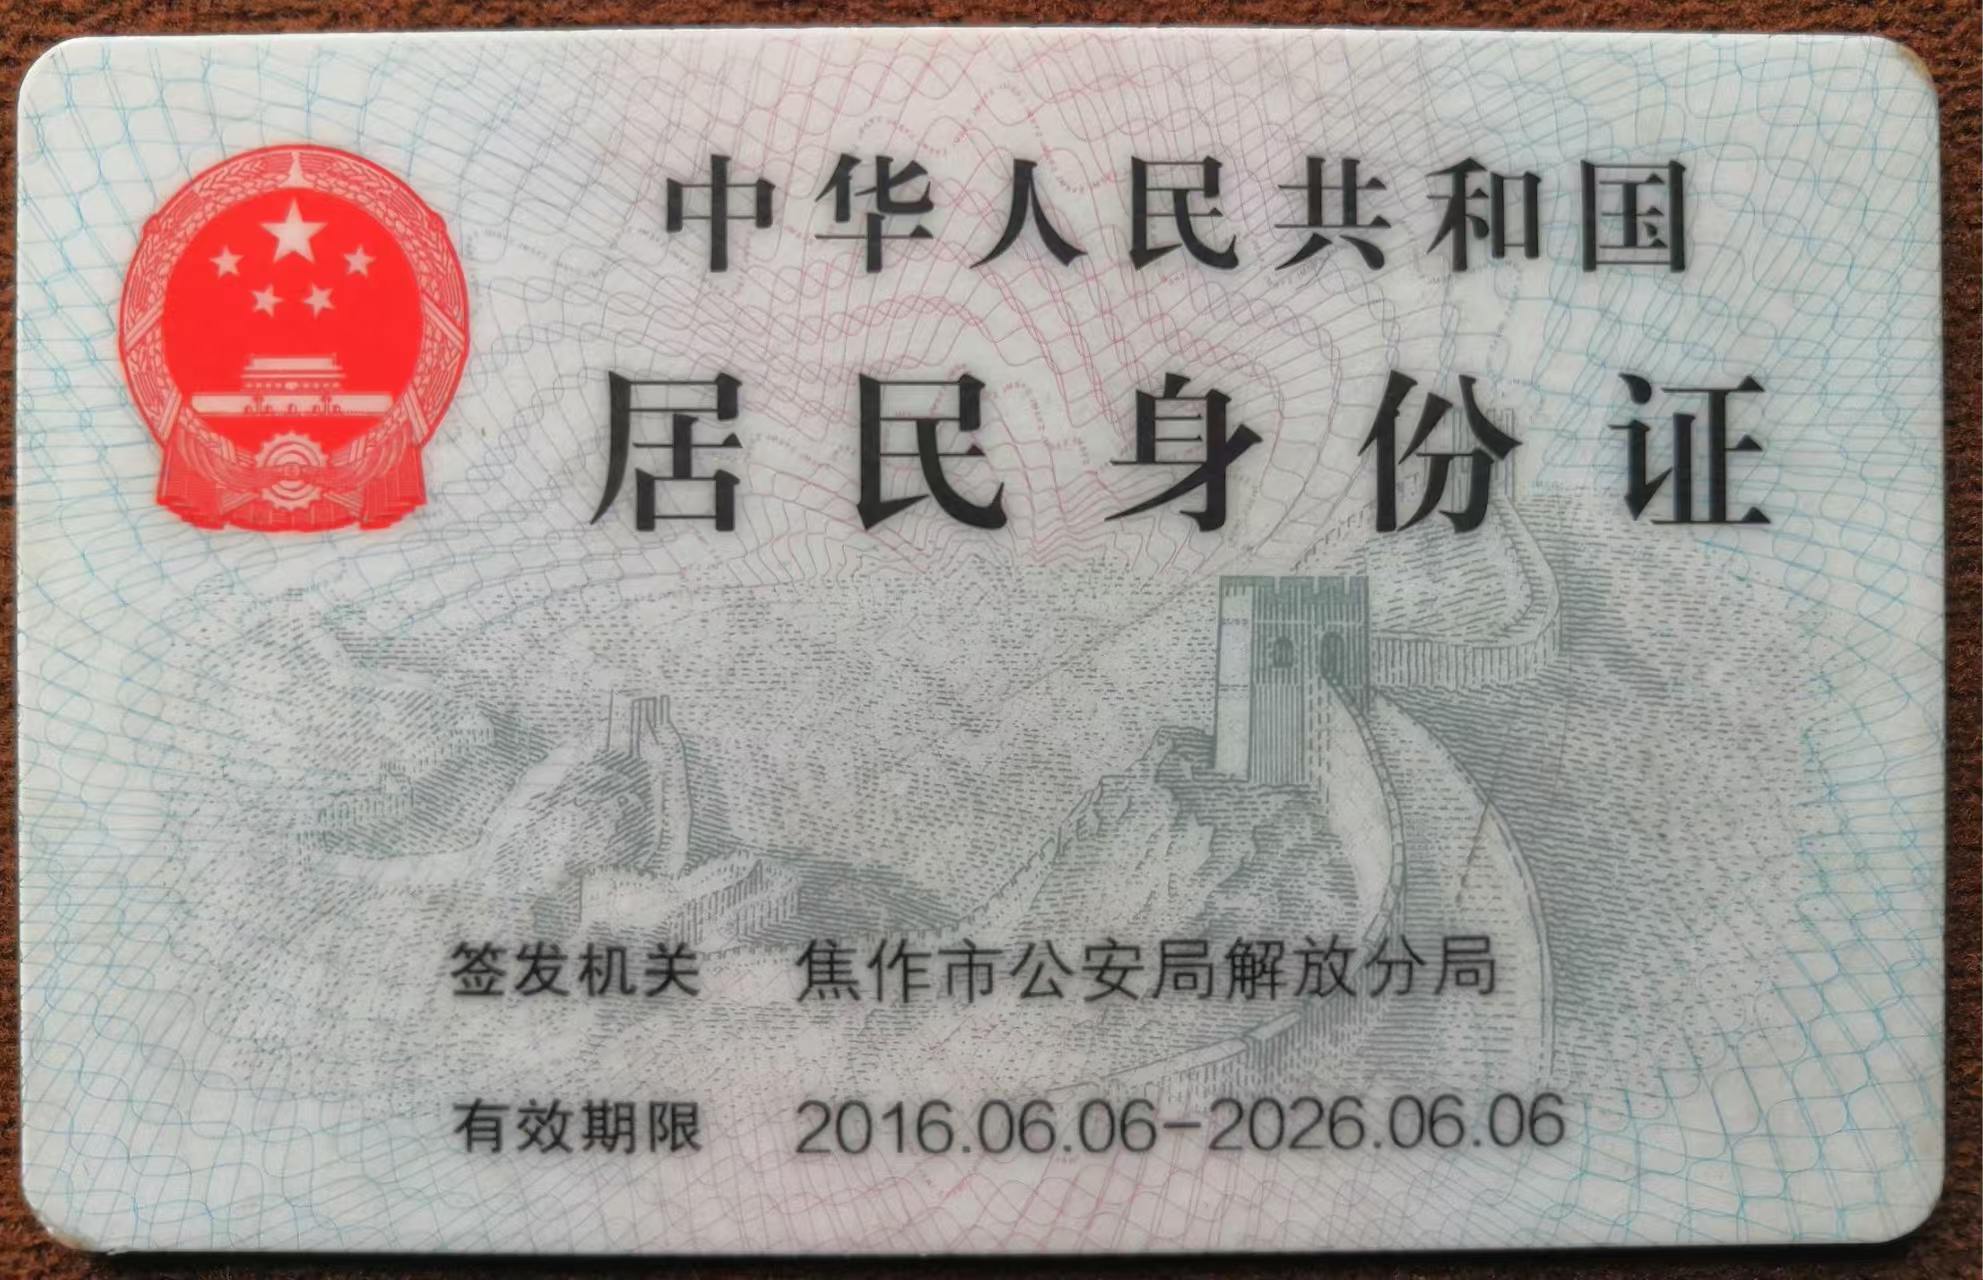 中华人民共和国
居民身份证
签发机关 焦作市公安局解放分局
有效期限 2016.06.06-2026.06.06